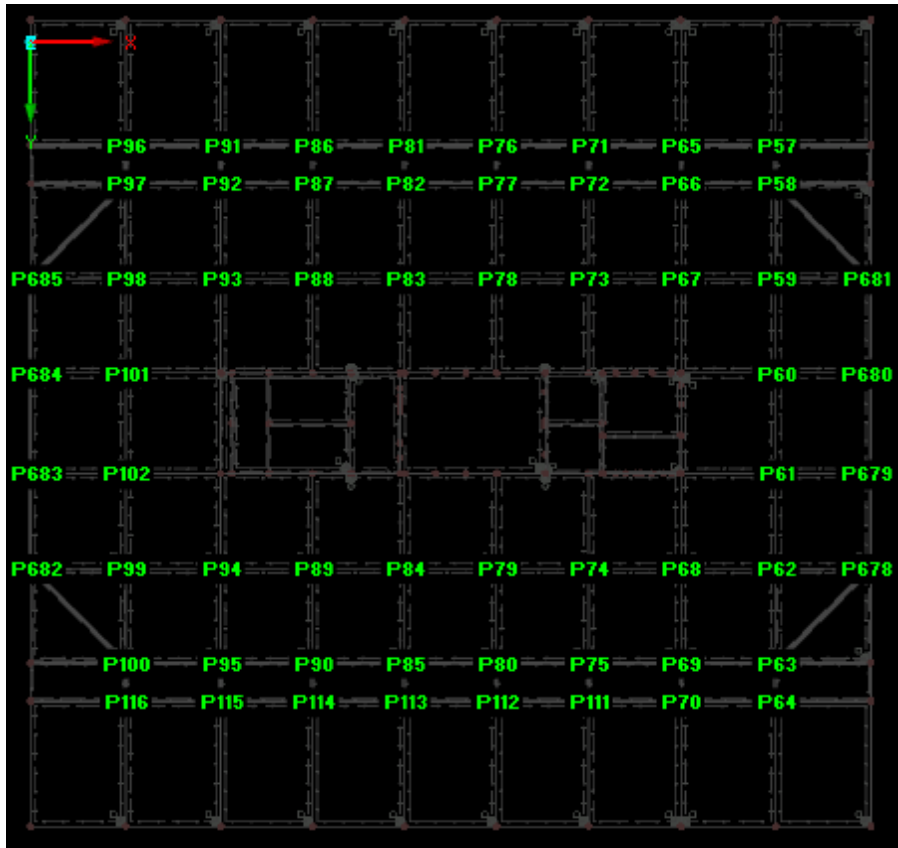 X
Y
P96 P91 P86 P81 P76 P71 P65 P57
P97 P92 P87 P82 P77 P72 P66 P58
P685 P98 P93 P88 P83 P78 P73 P67 P59 P681
P684 P101 P60 P680
P683 P102 P61 P679
P682 P99 P94 P89 P84 P79 P74 P68 P62 P678
P100 P95 P90 P85 P80 P75 P69 P63
P116 P115 P114 P113 P112 P111 P70 P64